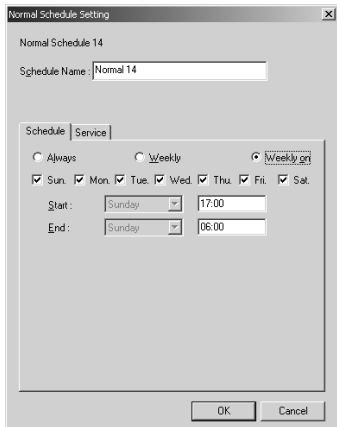 Normal Schedule Setting
Normal Schedule 14
Schedule Name : Normal 14
Schedule Service
Always Weekly Weekly on
Sun. Mon. Tue. Wed. Thu. Fri. Sat.
Start : Sunday 17:00
End : Sunday 06:00
OK Cancel